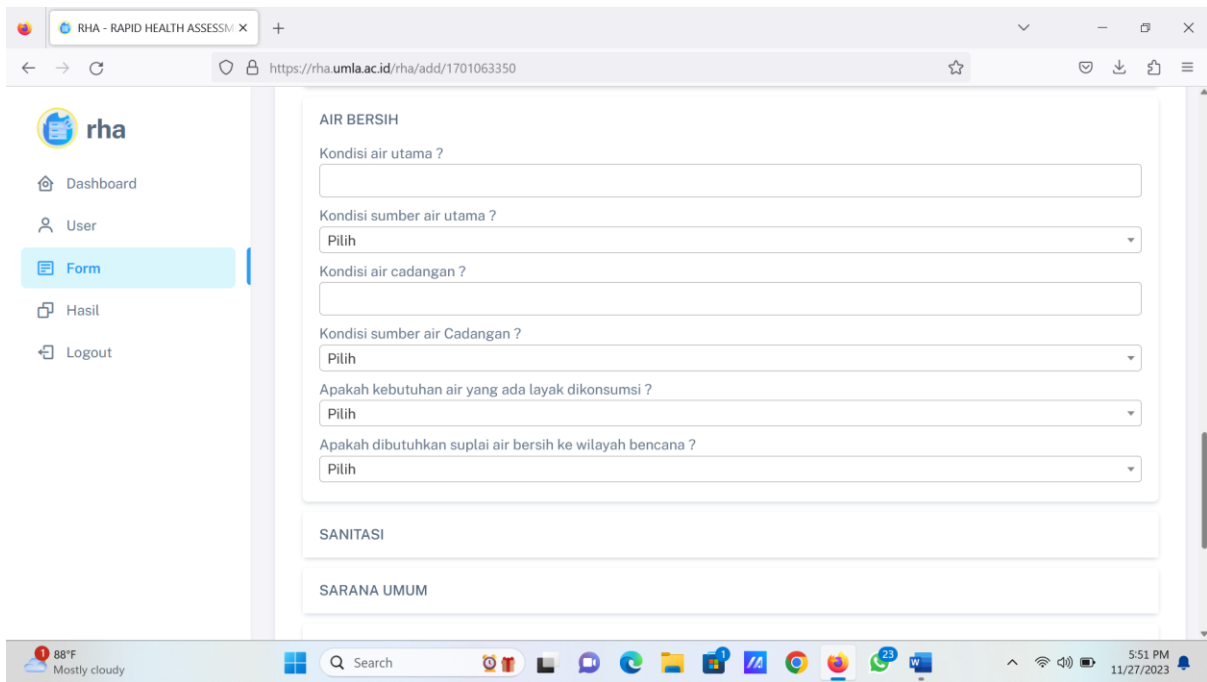 RHA - RAPID HEALTH ASSESSM
https://rha.umla.ac.id/rha/add/1701063350
rha
Dashboard
User
Form
Hasil
Logout
AIR BERSIH
Kondisi air utama ?
Kondisi sumber air utama ?
Pilih
Kondisi air cadangan ?
Kondisi sumber air Cadangan ?
Pilih
Apakah kebutuhan air yang ada layak dikonsumsi ?
Pilih
Apakah dibutuhkan suplai air bersih ke wilayah bencana ?
Pilih
SANITASI
SARANA UMUM
1
88°F
Mostly cloudy
Search
1
23
W
5:51 PM
11/27/2023